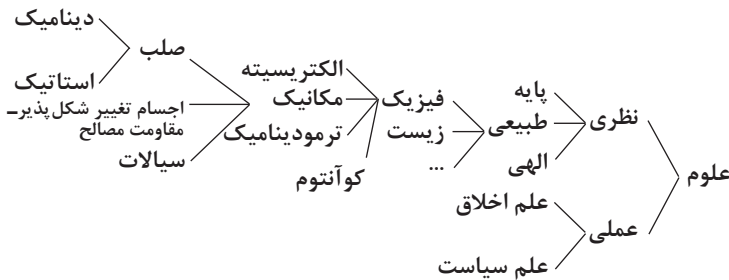 علوم
نظری
عملی
پایه
طبیعی
الهی
علم اخلاق
علم سیاست
فیزیک
زیست
...
الکتریسیته
مکانیک
ترمودینامیک
کوآنتوم
صلب
اجسام تغییر شکل‌پذیر–
مقاومت مصالح
سیالات
دینامیک
استاتیک